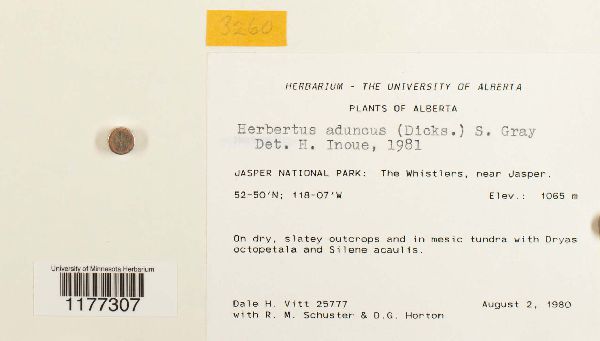 3260
HERBARIUM - THE UNIVERSITY OF ALBERTA
PLANTS OF ALBERTA
Herbertus aduncus (Dicks.) S. Gray
Det. H. Inoue, 1981
JASPER NATIONAL PARK: The Whistlers, near Jasper.
52-50'N; 118-07'W Elev.: 1065 m
On dry, slatey outcrops and in mesic tundra with Dryas
octopetala and Silene acaulis.
University of Minnesota Herbarium
1177307
Dale H. Vitt 25777 August 2, 1980
with R. M. Schuster & D.G. Horton